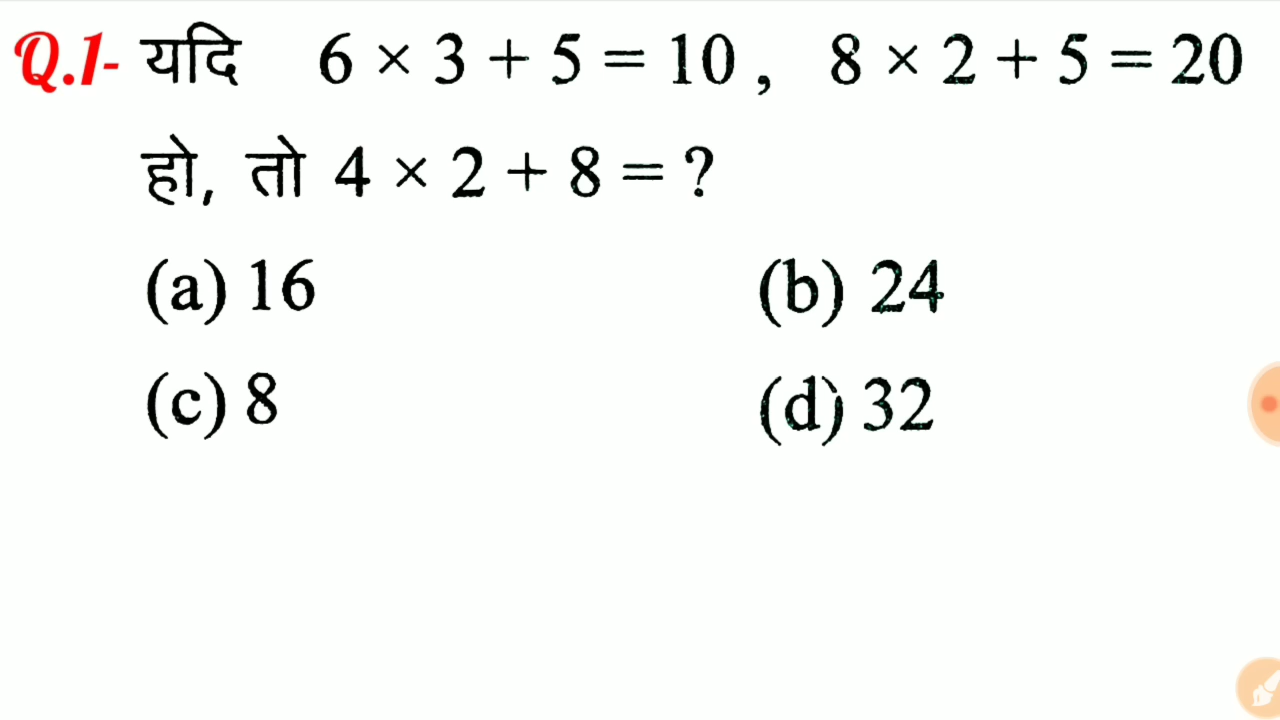 Q.1- यदि 6 × 3 + 5 = 10 , 8 × 2 + 5 = 20
हो, तो 4 × 2 + 8 = ?
(a) 16 (b) 24
(c) 8 (d) 32